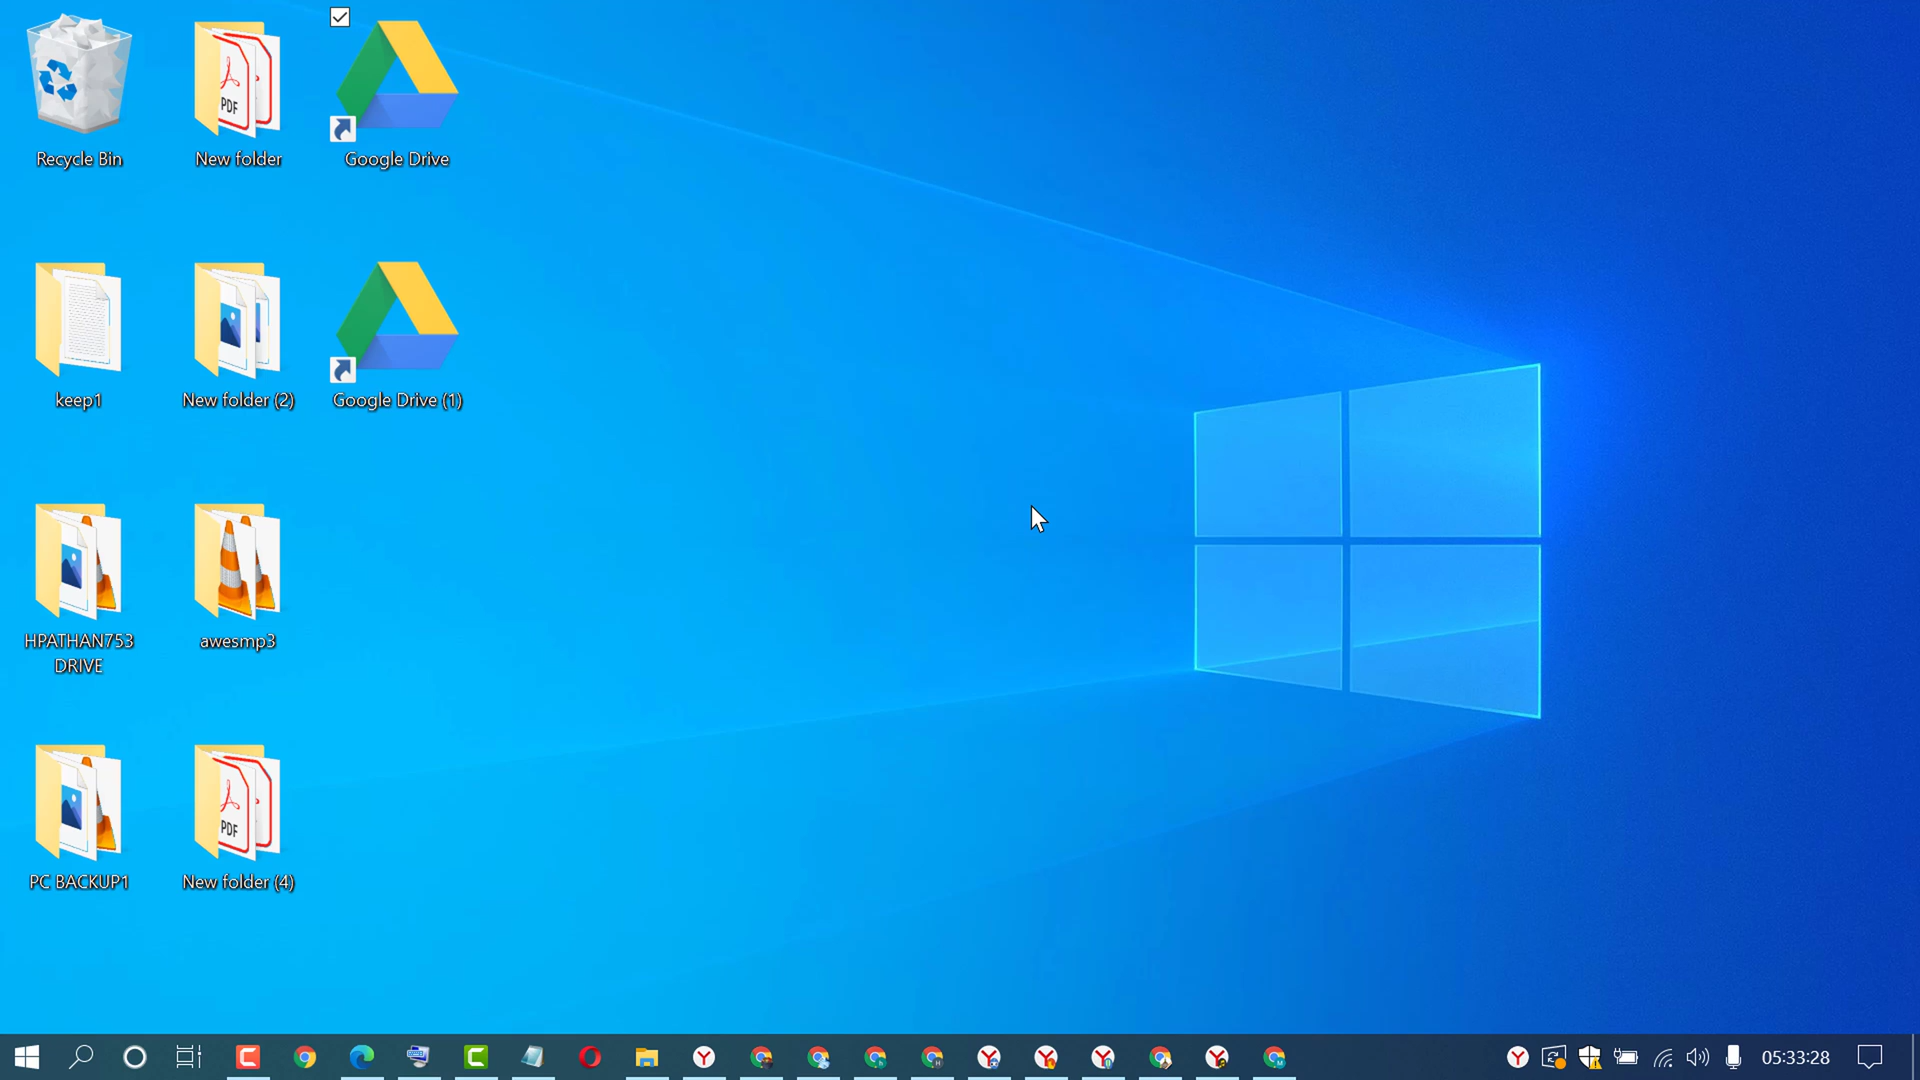 Recycle Bin
New folder
Google Drive
keep1
New folder (2)
Google Drive (1)
HPATHAN753
DRIVE
awesmp3
PC BACKUP1
New folder (4)
PDF
PDF
05:33:28